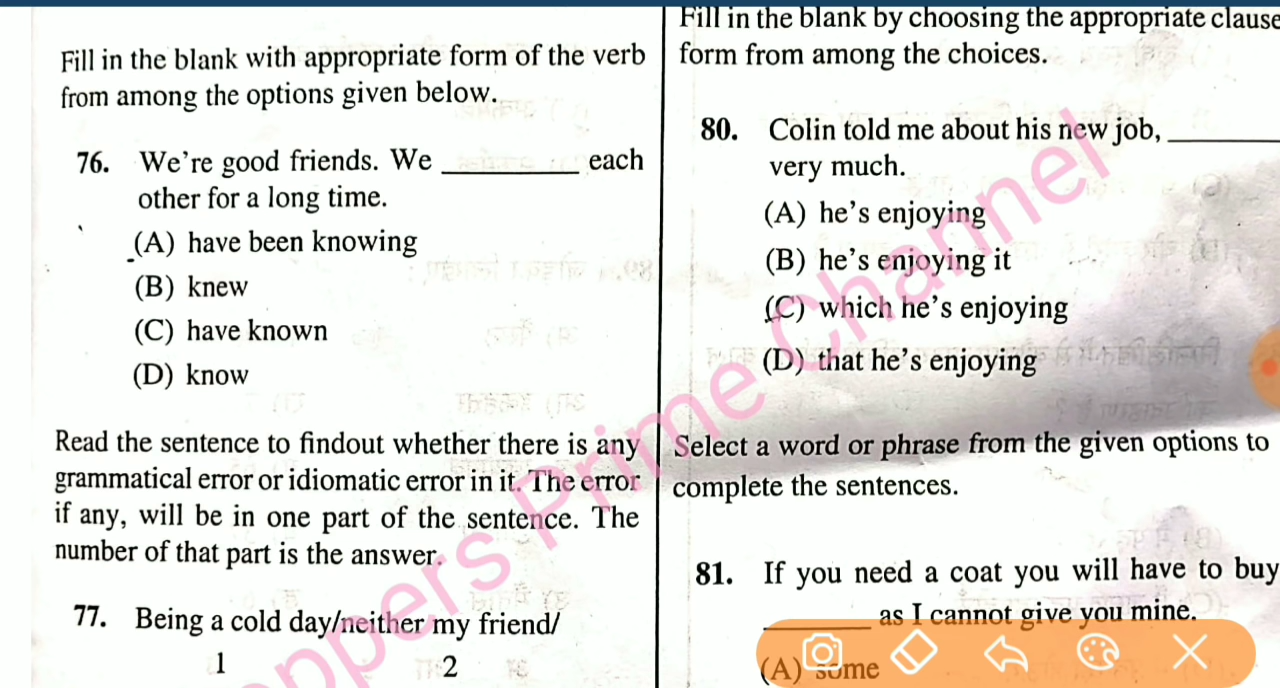 Fill in the blank with appropriate form of the verb
from among the options given below.
76. We're good friends. We __________ each
other for a long time.
(A) have been knowing
(B) knew
(C) have known
(D) know
Read the sentence to findout whether there is any
grammatical error or idiomatic error in it. The error
if any, will be in one part of the sentence. The
number of that part is the answer.
77. Being a cold day/neither my friend/
1 2
Fill in the blank by choosing the appropriate clause
form from among the choices.
80. Colin told me about his new job, __________
very much.
(A) he's enjoying
(B) he's enjoying it
(C) which he's enjoying
(D) that he's enjoying
Select a word or phrase from the given options to
complete the sentences.
81. If you need a coat you will have to buy
__________ as I cannot give you mine.
(A) some
ppers Prime Channel